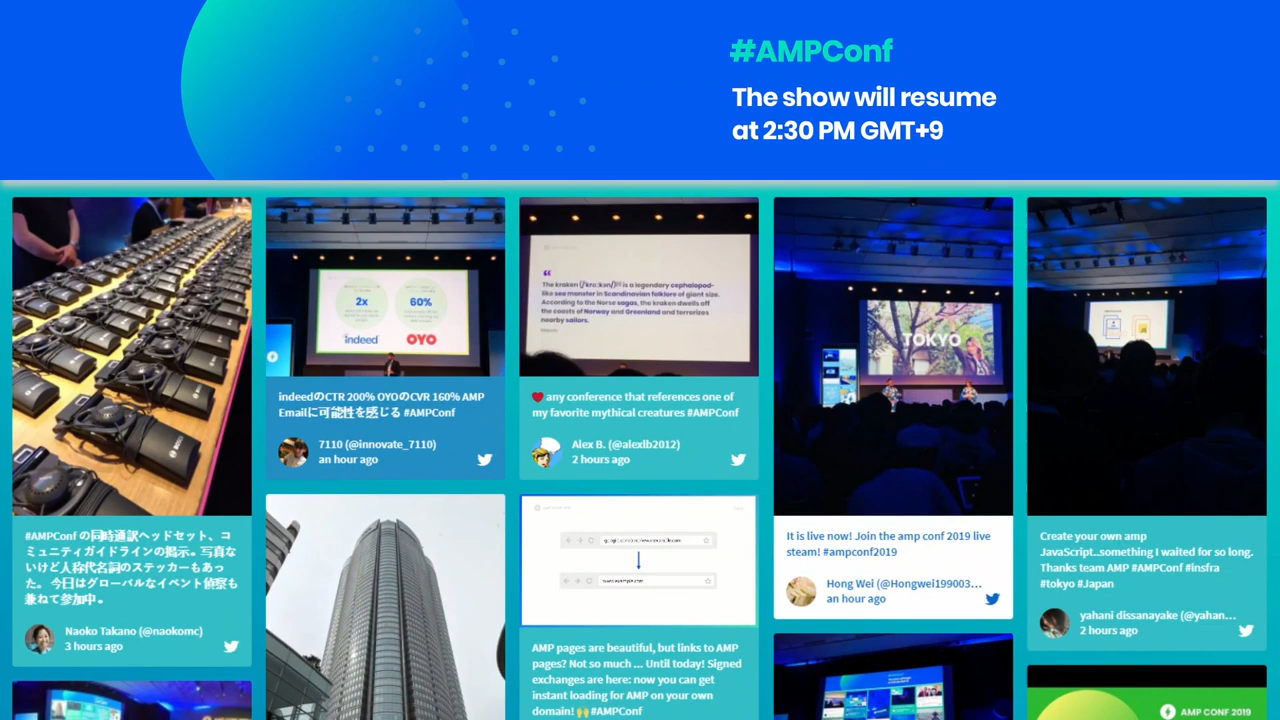 #AMPConf
The show will resume
at 2:30 PM GMT+9
#AMPConf の同時通訳ヘッドセット、コ
ミュニティガイドラインの掲示。写真な
いけど人称代名詞のステッカーもあっ
た。 今日はグローバルなイベント偵察も
兼ねて参加中。
Naoko Takano (@naokomc)
3 hours ago
2x
60%
indeed
OYO
indeedのCTR 200% OYOのCVR 160% AMP
Emailに可能性を感じる #AMPConf
7110 (@innovate_7110)
an hour ago
“
The kraken (/ˈkrɑːkən/)[1] is a legendary cephalopod-
like sea monster in Scandinavian folklore of giant size.
According to the Norse sagas, the kraken dwells off
the coasts of Norway and Greenland and terrorizes
nearby sailors.
❤️ any conference that references one of
my favorite mythical creatures #AMPConf
Alex B. (@alexlb2012)
2 hours ago
AMP pages are beautiful, but links to AMP
pages? Not so much ... Until today! Signed
exchanges are here: now you can get
instant loading for AMP on your own
domain! 🙌 #AMPConf
TOKYO
It is live now! Join the amp conf 2019 live
steam! #ampconf2019
Hong Wei (@Hongwei199003...
an hour ago
Create your own amp
JavaScript...something I waited for so long.
Thanks team AMP #AMPConf #insfra
#tokyo #Japan
yahani dissanayake (@yahan...
2 hours ago
AMP CONF 2019